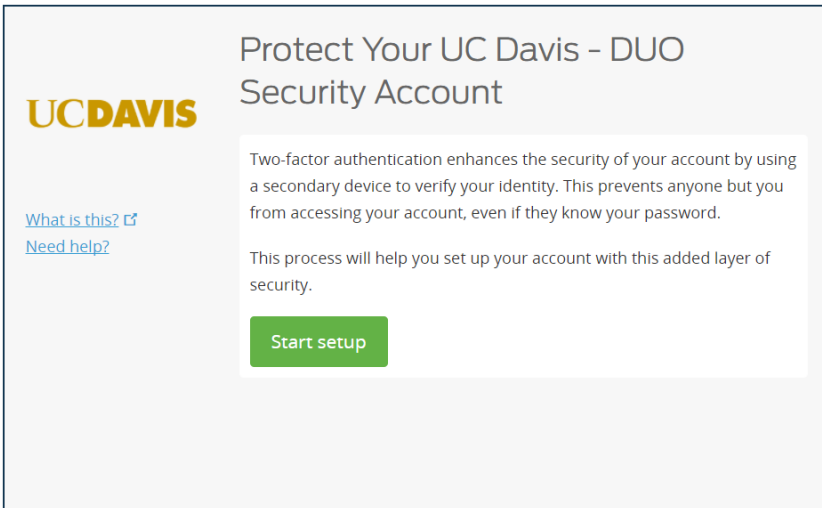 Protect Your UC Davis - DUO
Security Account
UCDAVIS
Two-factor authentication enhances the security of your account by using
a secondary device to verify your identity. This prevents anyone but you
from accessing your account, even if they know your password.
What is this?
Need help?
This process will help you set up your account with this added layer of
security.
Start setup